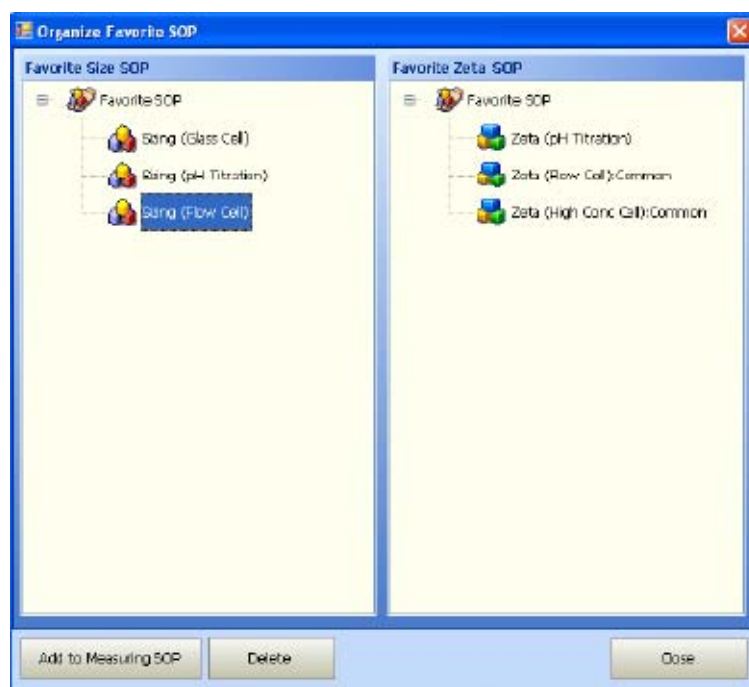 Organize Favorite SOP
Favorite Size SOP
Favorite SOP
Sizing (Glass Cell)
Sizing (pH Titration)
Sizing (Flow Cell)
Favorite Zeta SOP
Favorite SOP
Zeta (pH Titration)
Zeta (Flow Cell):Common
Zeta (High Conc Cell):Common
Add to Measuring SOP
Delete
Close